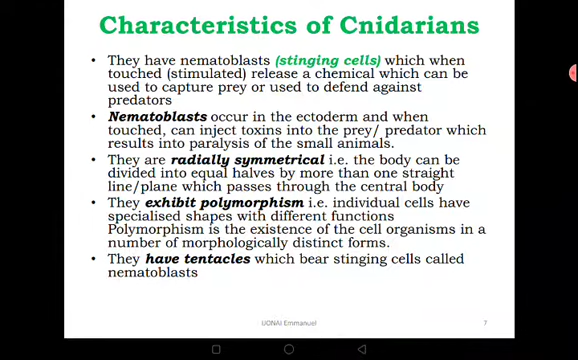 Characteristics of Cnidarians
• They have nematoblasts (stinging cells) which when
touched (stimulated) release a chemical which can be
used to capture prey or used to defend against
predators
• Nematoblasts occur in the ectoderm and when
touched, can inject toxins into the prey/ predator which
results into paralysis of the small animals.
• They are radially symmetrical i.e. the body can be
divided into equal halves by more than one straight
line/plane which passes through the central body
• They exhibit polymorphism i.e. individual cells have
specialised shapes with different functions
Polymorphism is the existence of the cell organisms in a
number of morphologically distinct forms.
• They have tentacles which bear stinging cells called
nematoblasts
Emmanuel
7